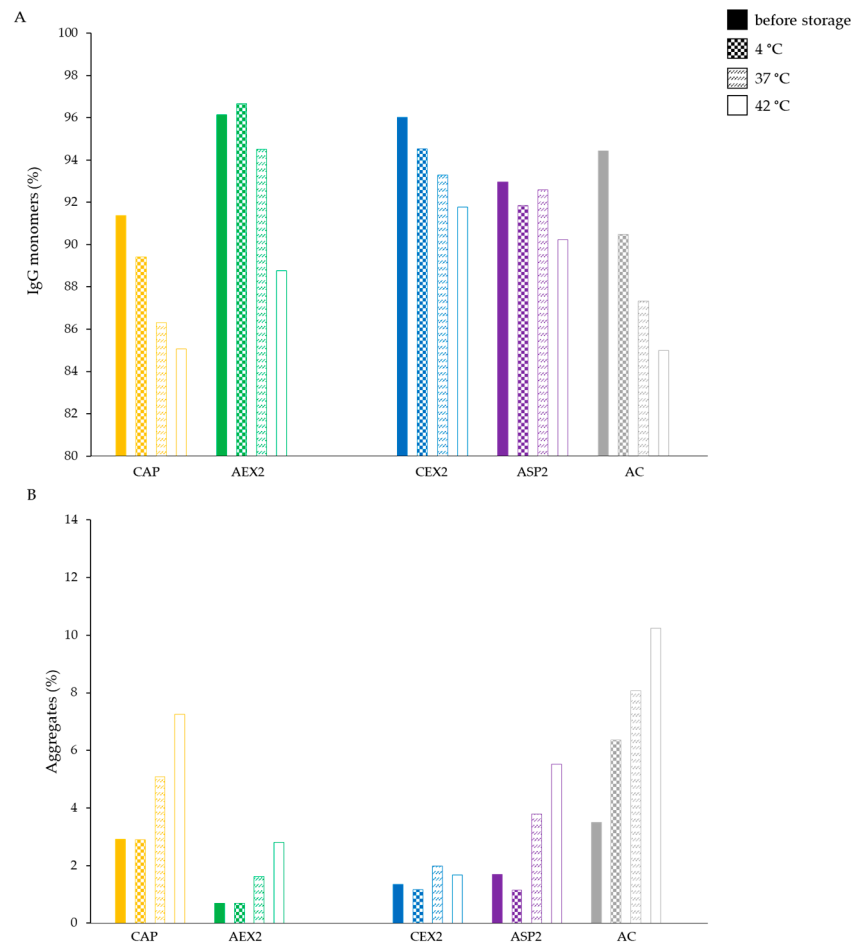 A
before storage
4 °C
37 °C
42 °C
IgG monomers (%)
100
98
96
94
92
90
88
86
84
82
80
CAP AEX2 CEX2 ASP2 AC
B
Aggregates (%)
14
12
10
8
6
4
2
0
CAP AEX2 CEX2 ASP2 AC